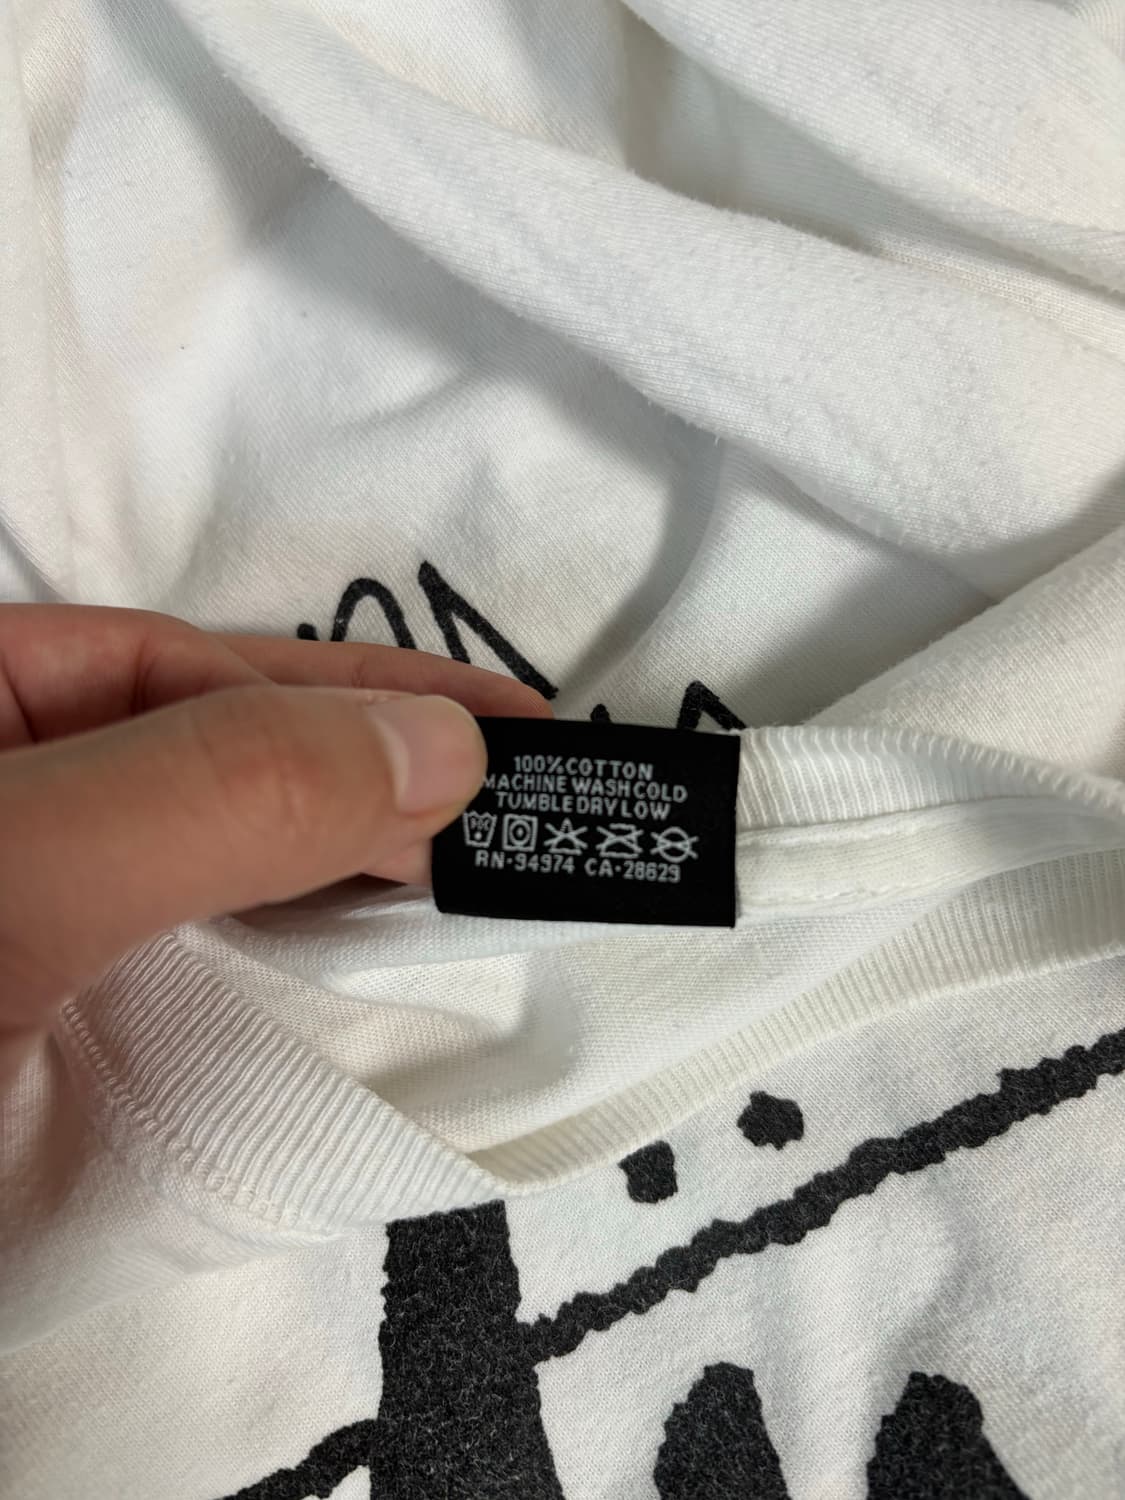 100% COTTON
MACHINE WASH COLD
TUMBLE DRY LOW
RN·94974 CA·28629